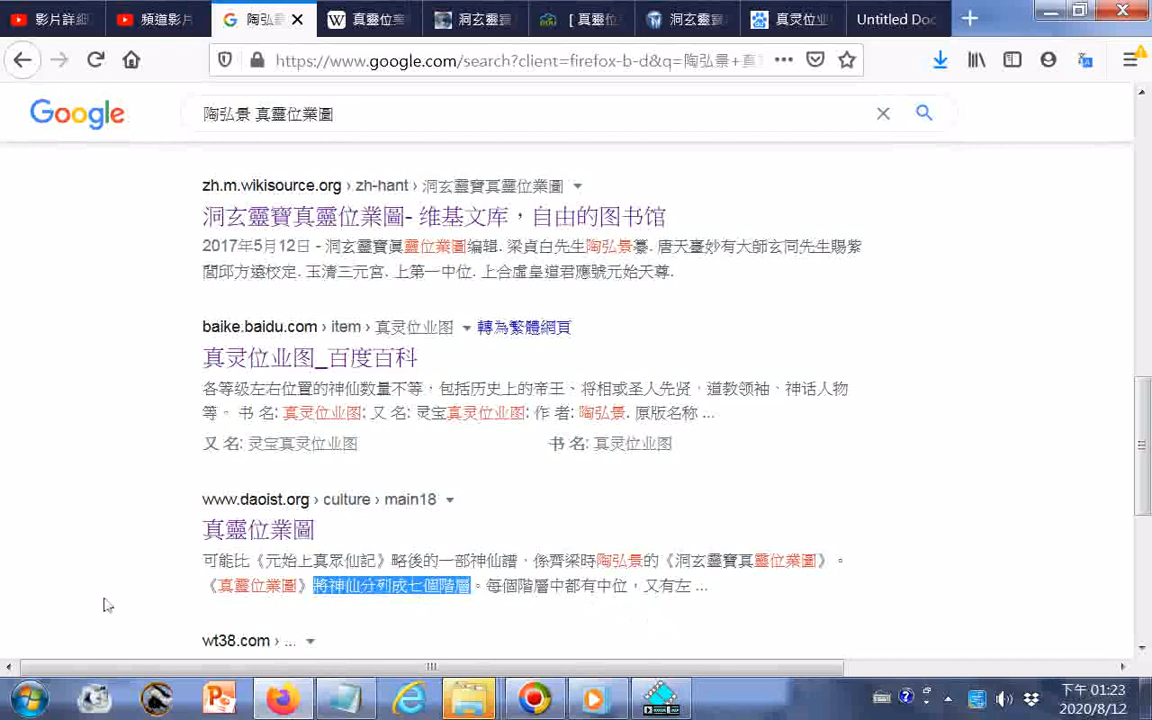 影片詳細
頻道影片
陶弘景
真靈位業
洞玄靈寶
[ 真靈位
洞玄靈寶
真灵位业
Untitled Doc
https://www.google.com/search?client=firefox-b-d&q=陶弘景+真
Google
陶弘景 真靈位業圖
zh.m.wikisource.org › zh-hant › 洞玄靈寶真靈位業圖
洞玄靈寶真靈位業圖- 维基文库，自由的图书馆
2017年5月12日 - 洞玄靈寶眞靈位業圖编辑. 梁貞白先生陶弘景纂. 唐天臺妙有大師玄同先生賜紫
閭邱方遠校定. 玉清三元宮. 上第一中位. 上合虛皇道君應號元始天尊.
baike.baidu.com › item › 真灵位业图 轉為繁體網頁
真灵位业图_百度百科
各等级左右位置的神仙数量不等，包括历史上的帝王、将相或圣人先贤，道教领袖、神话人物
等。 书 名: 真灵位业图; 又 名: 灵宝真灵位业图: 作 者: 陶弘景. 原版名称 ...
又 名: 灵宝真灵位业图 书 名: 真灵位业图
www.daoist.org › culture › main18
真靈位業圖
可能比《元始上真眾仙記》略後的一部神仙譜，係齊梁時陶弘景的《洞玄靈寶真靈位業圖》。
《真靈位業圖》將神仙分列成七個階層。每個階層中都有中位，又有左 ...
wt38.com › ...
下午 01:23
2020/8/12